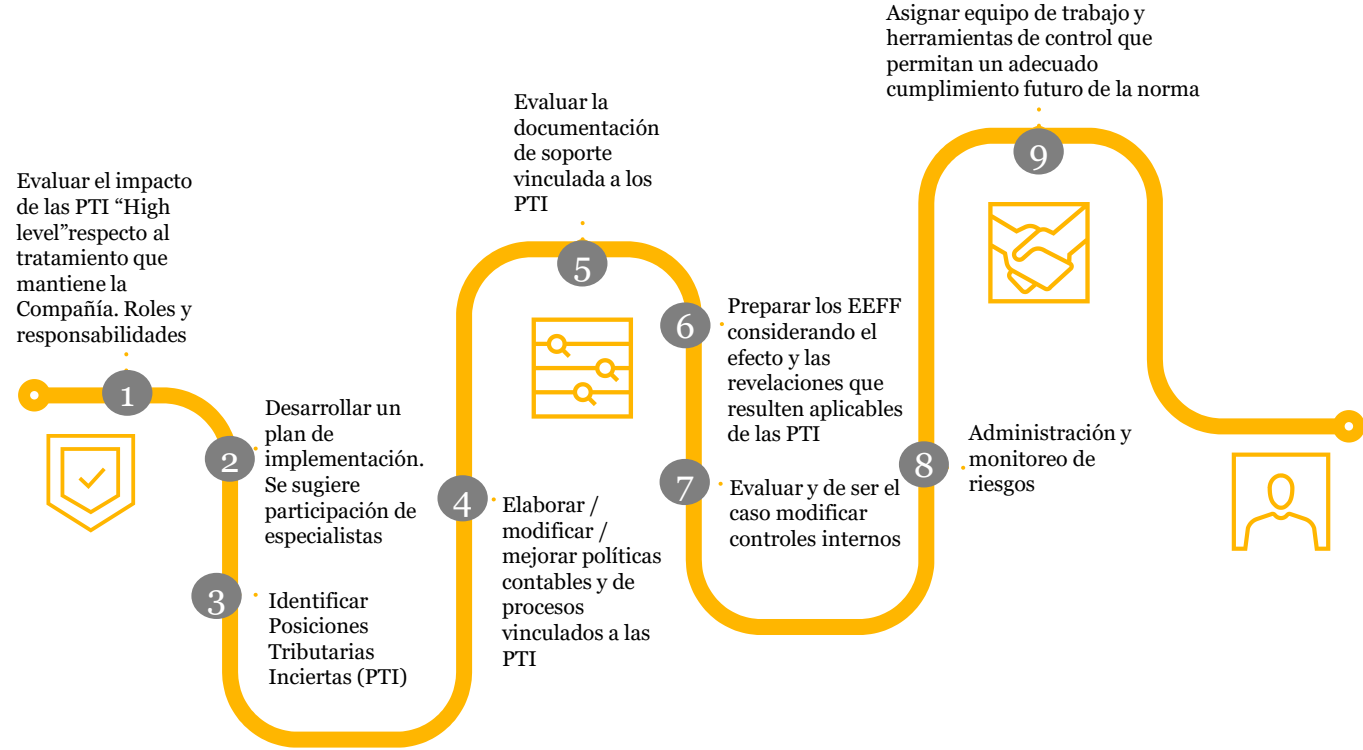 Evaluar el impacto
de las PTI “High
level”respecto al
tratamiento que
mantiene la
Compañía. Roles y
responsabilidades
1
2
Desarrollar un
plan de
implementación.
Se sugiere
participación de
especialistas
3
Identificar
Posiciones
Tributarias
Inciertas (PTI)
4
Elaborar /
modificar /
mejorar políticas
contables y de
procesos
vinculados a las
PTI
Evaluar la
documentación
de soporte
vinculada a los
PTI
5
6
Preparar los EEFF
considerando el
efecto y las
revelaciones que
resulten aplicables
de las PTI
7
Evaluar y de ser el
caso modificar
controles internos
8
Administración y
monitoreo de
riesgos
Asignar equipo de trabajo y
herramientas de control que
permitan un adecuado
cumplimiento futuro de la norma
9